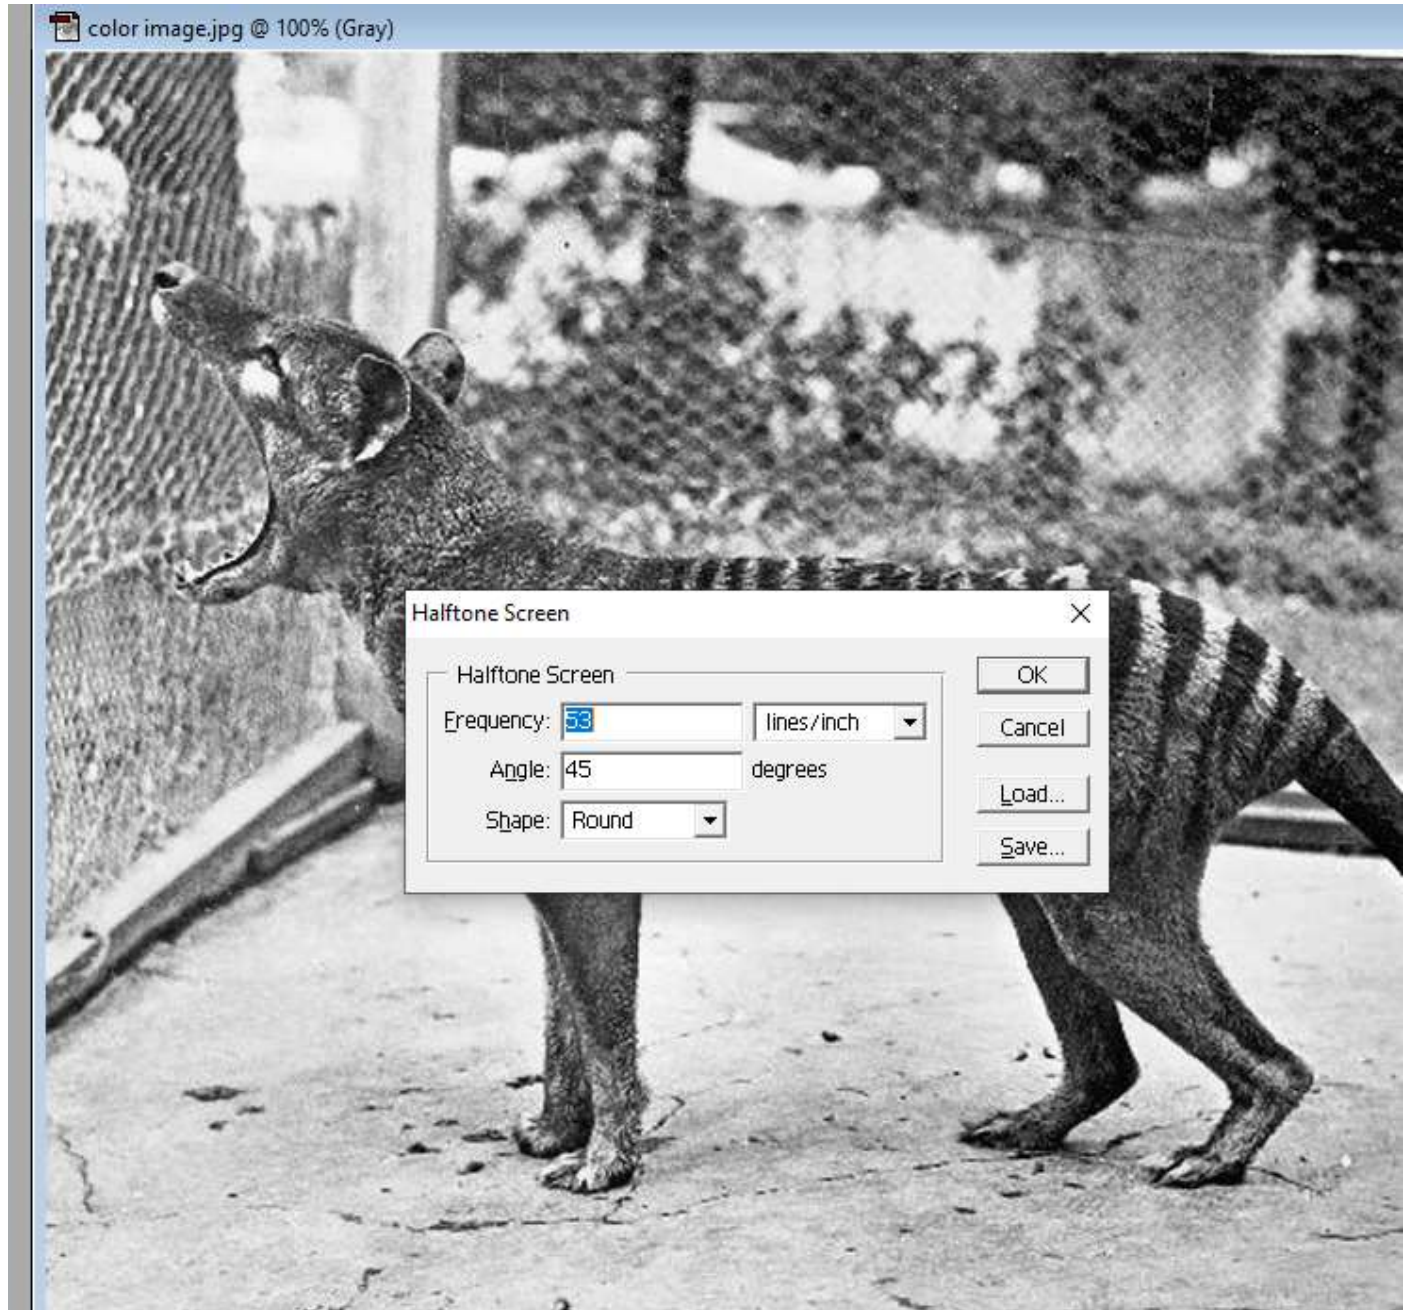 color image.jpg @ 100% (Gray)
Halftone Screen
Halftone Screen
Frequency: 53 lines/inch
Angle: 45 degrees
Shape: Round
OK
Cancel
Load...
Save...